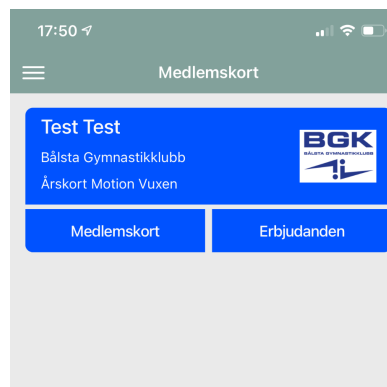 17:50
Medlemskort
Test Test
Bålsta Gymnastikklubb
Årskort Motion Vuxen
BGK
BÅLSTA GYMNASTIKKLUBB
Medlemskort
Erbjudanden